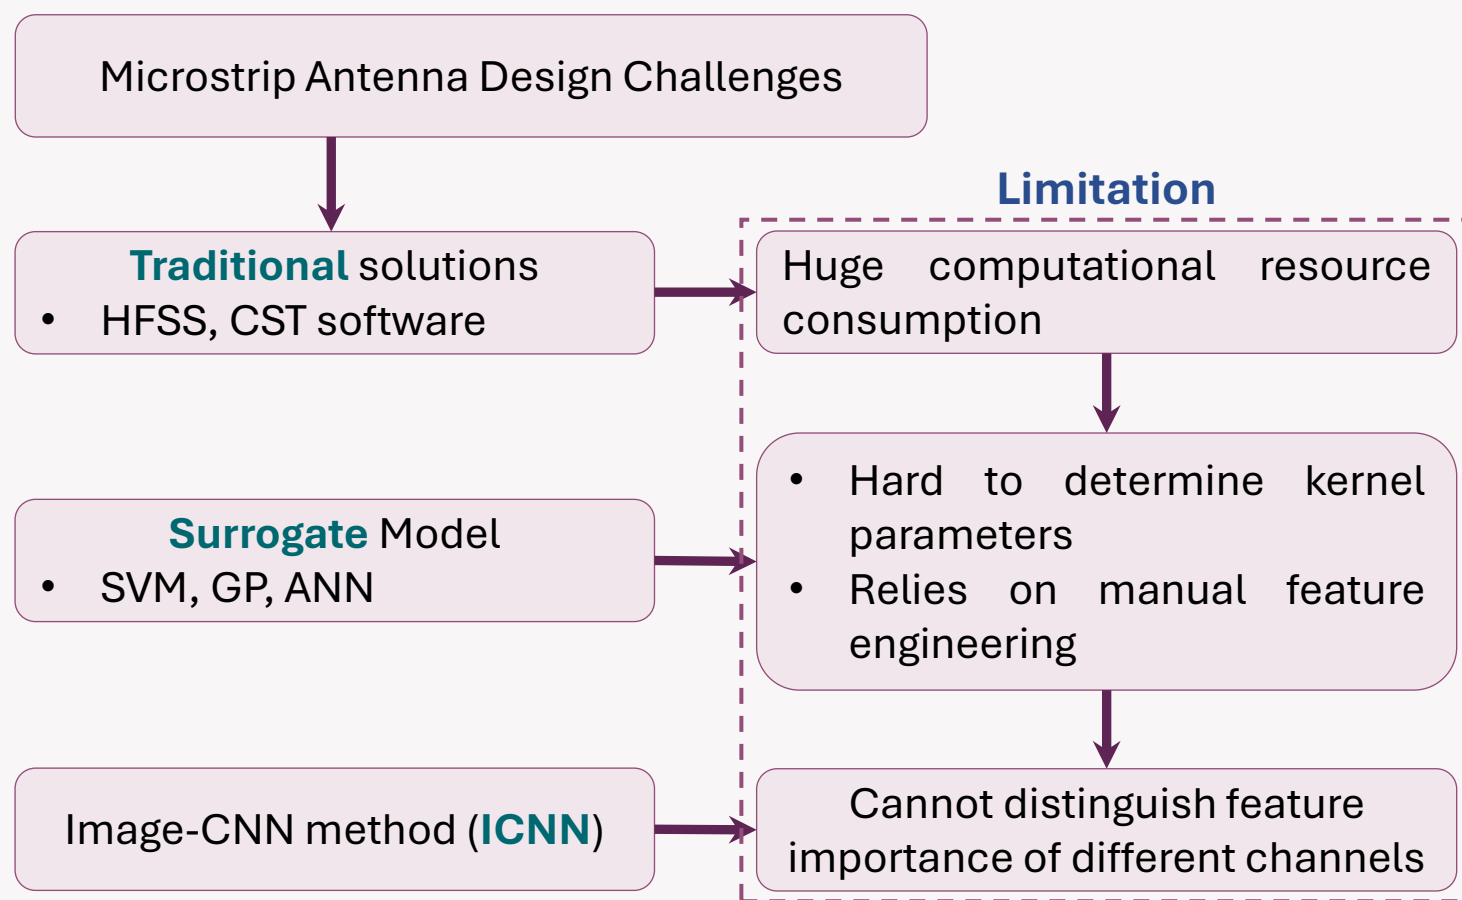 Microstrip Antenna Design Challenges
Limitation
Traditional solutions
• HFSS, CST software
Huge computational resource
consumption
Surrogate Model
• SVM, GP, ANN
• Hard to determine kernel
parameters
• Relies on manual feature
engineering
Image-CNN method (ICNN)
Cannot distinguish feature
importance of different channels